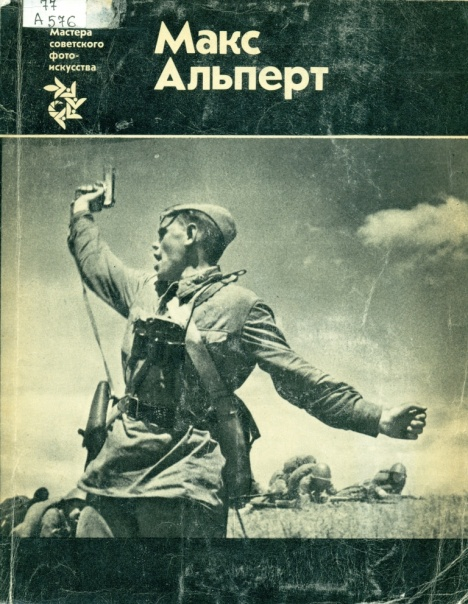 77
А 576
Мастера
советского
фото-
искусства
Макс
Альперт